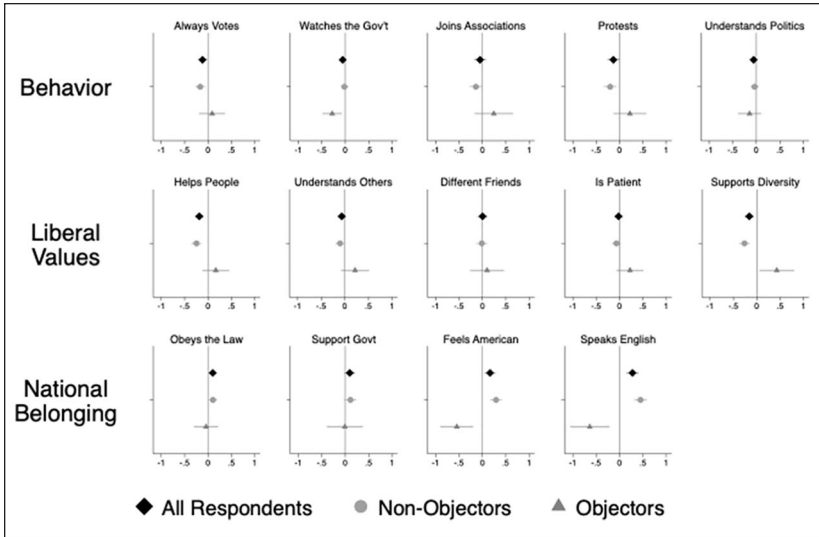 Always Votes Watches the Gov't Joins Associations Protests Understands Politics
Behavior
-1 -.5 0 .5 1 -1 -.5 0 .5 1 -1 -.5 0 .5 1 -1 -.5 0 .5 1 -1 -.5 0 .5 1
Helps People Understands Others Different Friends Is Patient Supports Diversity
Liberal
Values
-1 -.5 0 .5 1 -1 -.5 0 .5 1 -1 -.5 0 .5 1 -1 -.5 0 .5 1 -1 -.5 0 .5 1
Obeys the Law Support Govt Feels American Speaks English
National
Belonging
-1 -.5 0 .5 1 -1 -.5 0 .5 1 -1 -.5 0 .5 1 -1 -.5 0 .5 1
All Respondents Non-Objectors Objectors